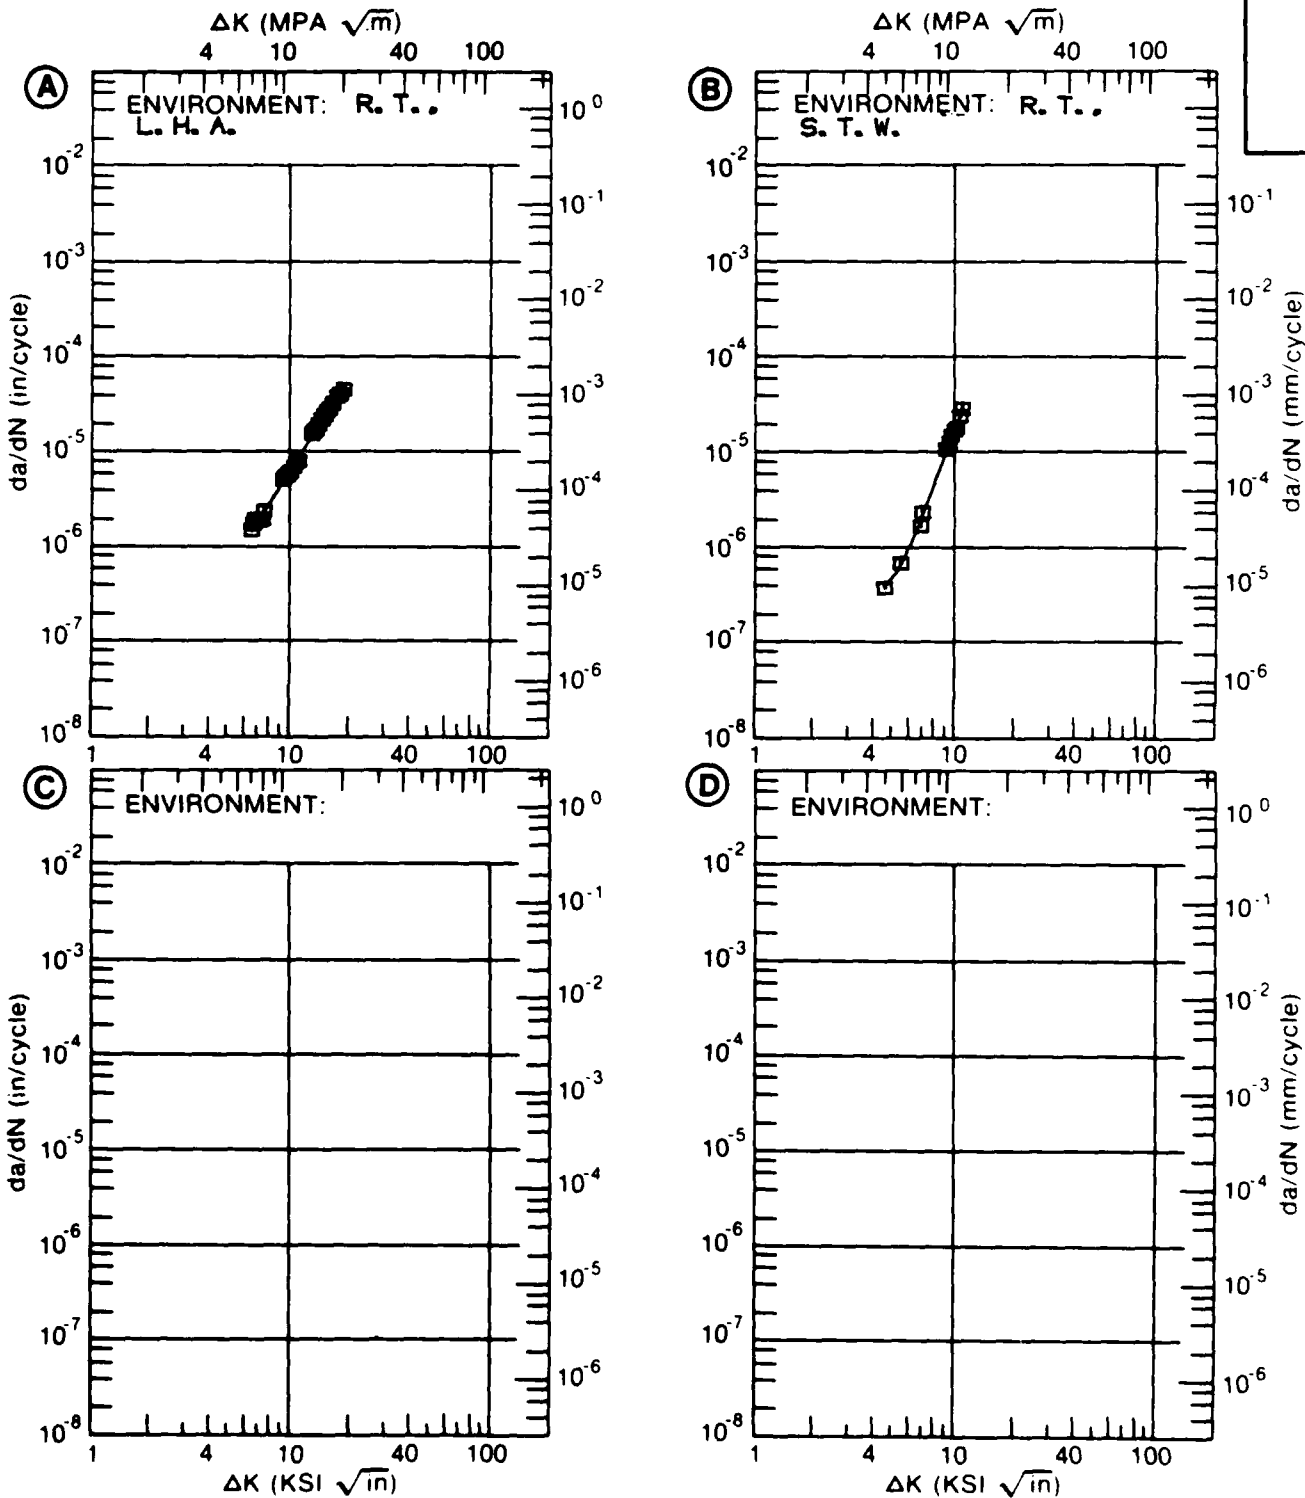 ΔK (MPA √m)
4 10 40 100
A
ENVIRONMENT: R. T.,
L. H. A.
da/dN (in/cycle)
10^-2
10^-3
10^-4
10^-5
10^-6
10^-7
10^-8
10^0
10^-1
10^-2
10^-3
10^-4
10^-5
10^-6
1 4 10 40 100
ΔK (MPA √m)
4 10 40 100
B
ENVIRONMENT: R. T.,
S. T. W.
10^-2
10^-3
10^-4
10^-5
10^-6
10^-7
10^-8
10^-1
10^-2
10^-3
10^-4
10^-5
10^-6
da/dN (mm/cycle)
1 4 10 40 100
C
ENVIRONMENT:
da/dN (in/cycle)
10^-2
10^-3
10^-4
10^-5
10^-6
10^-7
10^-8
10^0
10^-1
10^-2
10^-3
10^-4
10^-5
10^-6
1 4 10 40 100
ΔK (KSI √in)
D
ENVIRONMENT:
10^-2
10^-3
10^-4
10^-5
10^-6
10^-7
10^-8
10^0
10^-1
10^-2
10^-3
10^-4
10^-5
10^-6
da/dN (mm/cycle)
1 4 10 40 100
ΔK (KSI √in)